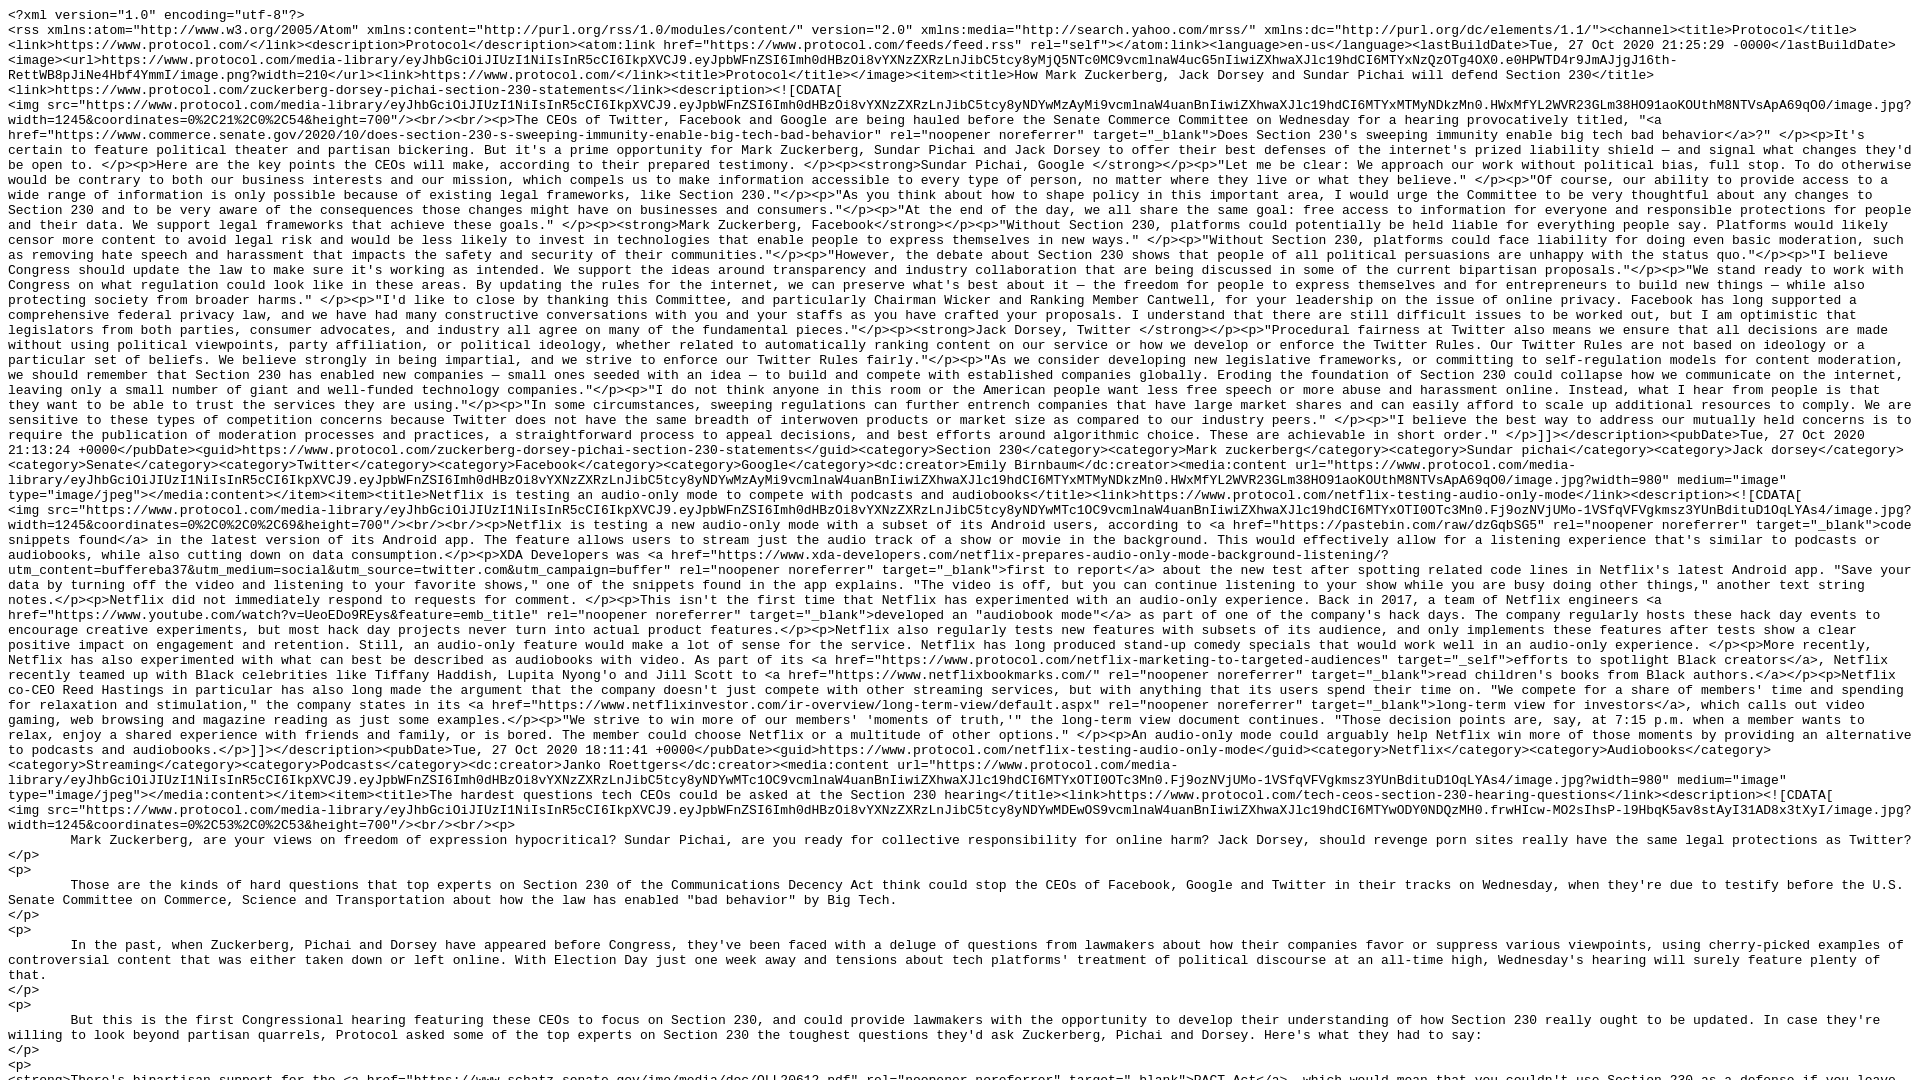 <?xml version="1.0" encoding="utf-8"?>
<rss xmlns:atom="http://www.w3.org/2005/Atom" xmlns:content="http://purl.org/rss/1.0/modules/content/" version="2.0" xmlns:media="http://search.yahoo.com/mrss/" xmlns:dc="http://purl.org/dc/elements/1.1/"><channel><title>Protocol</title>
<link>https://www.protocol.com/</link><description>Protocol</description><atom:link href="https://www.protocol.com/feeds/feed.rss" rel="self"></atom:link><language>en-us</language><lastBuildDate>Tue, 27 Oct 2020 21:25:29 -0000</lastBuildDate>
<image><url>https://www.protocol.com/media-library/eyJhbGciOiJIUzI1NiIsInR5cCI6IkpXVCJ9.eyJpbWFnZSI6Imh0dHBzOi8vYXNzZXRzLnJibC5tcy8yMjQ5NTc0MC9vcmlnaW4ucG5nIiwiZXhwaXJlc19hdCI6MTYxNzQzOTg4OX0.e0HPWTD4r9JmAJjgJ16th-
RettWB8pJiNe4Hbf4YmmI/image.png?width=210</url><link>https://www.protocol.com/</link><title>Protocol</title></image><item><title>How Mark Zuckerberg, Jack Dorsey and Sundar Pichai will defend Section 230</title>
<link>https://www.protocol.com/zuckerberg-dorsey-pichai-section-230-statements</link><description><![CDATA[
<img src="https://www.protocol.com/media-library/eyJhbGciOiJIUzI1NiIsInR5cCI6IkpXVCJ9.eyJpbWFnZSI6Imh0dHBzOi8vYXNzZXRzLnJibC5tcy8yNDYwMzAyMi9vcmlnaW4uanBnIiwiZXhwaXJlc19hdCI6MTYxMTMyNDkzMn0.HWxMfYL2WVR23GLm38HO91aoKOUthM8NTVsApA69qO0/image.jpg?
width=1245&coordinates=0%2C21%2C0%2C54&height=700"/><br/><br/><p>The CEOs of Twitter, Facebook and Google are being hauled before the Senate Commerce Committee on Wednesday for a hearing provocatively titled, "<a
href="https://www.commerce.senate.gov/2020/10/does-section-230-s-sweeping-immunity-enable-big-tech-bad-behavior" rel="noopener noreferrer" target="_blank">Does Section 230's sweeping immunity enable big tech bad behavior</a>?" </p><p>It's
certain to feature political theater and partisan bickering. But it's a prime opportunity for Mark Zuckerberg, Sundar Pichai and Jack Dorsey to offer their best defenses of the internet's prized liability shield — and signal what changes they'd
be open to. </p><p>Here are the key points the CEOs will make, according to their prepared testimony. </p><p><strong>Sundar Pichai, Google </strong></p><p>"Let me be clear: We approach our work without political bias, full stop. To do otherwise
would be contrary to both our business interests and our mission, which compels us to make information accessible to every type of person, no matter where they live or what they believe." </p><p>"Of course, our ability to provide access to a
wide range of information is only possible because of existing legal frameworks, like Section 230."</p><p>"As you think about how to shape policy in this important area, I would urge the Committee to be very thoughtful about any changes to
Section 230 and to be very aware of the consequences those changes might have on businesses and consumers."</p><p>"At the end of the day, we all share the same goal: free access to information for everyone and responsible protections for people
and their data. We support legal frameworks that achieve these goals." </p><p><strong>Mark Zuckerberg, Facebook</strong></p><p>"Without Section 230, platforms could potentially be held liable for everything people say. Platforms would likely
censor more content to avoid legal risk and would be less likely to invest in technologies that enable people to express themselves in new ways." </p><p>"Without Section 230, platforms could face liability for doing even basic moderation, such
as removing hate speech and harassment that impacts the safety and security of their communities."</p><p>"However, the debate about Section 230 shows that people of all political persuasions are unhappy with the status quo."</p><p>"I believe
Congress should update the law to make sure it's working as intended. We support the ideas around transparency and industry collaboration that are being discussed in some of the current bipartisan proposals."</p><p>"We stand ready to work with
Congress on what regulation could look like in these areas. By updating the rules for the internet, we can preserve what's best about it — the freedom for people to express themselves and for entrepreneurs to build new things — while also
protecting society from broader harms." </p><p>"I'd like to close by thanking this Committee, and particularly Chairman Wicker and Ranking Member Cantwell, for your leadership on the issue of online privacy. Facebook has long supported a
comprehensive federal privacy law, and we have had many constructive conversations with you and your staffs as you have crafted your proposals. I understand that there are still difficult issues to be worked out, but I am optimistic that
legislators from both parties, consumer advocates, and industry all agree on many of the fundamental pieces."</p><p><strong>Jack Dorsey, Twitter </strong></p><p>"Procedural fairness at Twitter also means we ensure that all decisions are made
without using political viewpoints, party affiliation, or political ideology, whether related to automatically ranking content on our service or how we develop or enforce the Twitter Rules. Our Twitter Rules are not based on ideology or a
particular set of beliefs. We believe strongly in being impartial, and we strive to enforce our Twitter Rules fairly."</p><p>"As we consider developing new legislative frameworks, or committing to self-regulation models for content moderation,
we should remember that Section 230 has enabled new companies — small ones seeded with an idea — to build and compete with established companies globally. Eroding the foundation of Section 230 could collapse how we communicate on the internet,
leaving only a small number of giant and well-funded technology companies."</p><p>"I do not think anyone in this room or the American people want less free speech or more abuse and harassment online. Instead, what I hear from people is that
they want to be able to trust the services they are using."</p><p>"In some circumstances, sweeping regulations can further entrench companies that have large market shares and can easily afford to scale up additional resources to comply. We are
sensitive to these types of competition concerns because Twitter does not have the same breadth of interwoven products or market size as compared to our industry peers." </p><p>"I believe the best way to address our mutually held concerns is to
require the publication of moderation processes and practices, a straightforward process to appeal decisions, and best efforts around algorithmic choice. These are achievable in short order." </p>]]></description><pubDate>Tue, 27 Oct 2020
21:13:24 +0000</pubDate><guid>https://www.protocol.com/zuckerberg-dorsey-pichai-section-230-statements</guid><category>Section 230</category><category>Mark zuckerberg</category><category>Sundar pichai</category><category>Jack dorsey</category>
<category>Senate</category><category>Twitter</category><category>Facebook</category><category>Google</category><dc:creator>Emily Birnbaum</dc:creator><media:content url="https://www.protocol.com/media-
library/eyJhbGciOiJIUzI1NiIsInR5cCI6IkpXVCJ9.eyJpbWFnZSI6Imh0dHBzOi8vYXNzZXRzLnJibC5tcy8yNDYwMzAyMi9vcmlnaW4uanBnIiwiZXhwaXJlc19hdCI6MTYxMTMyNDkzMn0.HWxMfYL2WVR23GLm38HO91aoKOUthM8NTVsApA69qO0/image.jpg?width=980" medium="image"
type="image/jpeg"></media:content></item><item><title>Netflix is testing an audio-only mode to compete with podcasts and audiobooks</title><link>https://www.protocol.com/netflix-testing-audio-only-mode</link><description><![CDATA[
<img src="https://www.protocol.com/media-library/eyJhbGciOiJIUzI1NiIsInR5cCI6IkpXVCJ9.eyJpbWFnZSI6Imh0dHBzOi8vYXNzZXRzLnJibC5tcy8yNDYwMTc1OC9vcmlnaW4uanBnIiwiZXhwaXJlc19hdCI6MTYxOTI0OTc3Mn0.Fj9ozNVjUMo-1VSfqVFVgkmsz3YUnBdituD1OqLYAs4/image.jpg?
width=1245&coordinates=0%2C0%2C0%2C69&height=700"/><br/><br/><p>Netflix is testing a new audio-only mode with a subset of its Android users, according to <a href="https://pastebin.com/raw/dzGqbSG5" rel="noopener noreferrer" target="_blank">code
snippets found</a> in the latest version of its Android app. The feature allows users to stream just the audio track of a show or movie in the background. This would effectively allow for a listening experience that's similar to podcasts or
audiobooks, while also cutting down on data consumption.</p><p>XDA Developers was <a href="https://www.xda-developers.com/netflix-prepares-audio-only-mode-background-listening/?
utm_content=buffereba37&utm_medium=social&utm_source=twitter.com&utm_campaign=buffer" rel="noopener noreferrer" target="_blank">first to report</a> about the new test after spotting related code lines in Netflix's latest Android app. "Save your
data by turning off the video and listening to your favorite shows," one of the snippets found in the app explains. "The video is off, but you can continue listening to your show while you are busy doing other things," another text string
notes.</p><p>Netflix did not immediately respond to requests for comment. </p><p>This isn't the first time that Netflix has experimented with an audio-only experience. Back in 2017, a team of Netflix engineers <a
href="https://www.youtube.com/watch?v=UeoEDo9REys&feature=emb_title" rel="noopener noreferrer" target="_blank">developed an "audiobook mode"</a> as part of one of the company's hack days. The company regularly hosts these hack day events to
encourage creative experiments, but most hack day projects never turn into actual product features.</p><p>Netflix also regularly tests new features with subsets of its audience, and only implements these features after tests show a clear
positive impact on engagement and retention. Still, an audio-only feature would make a lot of sense for the service. Netflix has long produced stand-up comedy specials that would work well in an audio-only experience. </p><p>More recently,
Netflix has also experimented with what can best be described as audiobooks with video. As part of its <a href="https://www.protocol.com/netflix-marketing-to-targeted-audiences" target="_self">efforts to spotlight Black creators</a>, Netflix
recently teamed up with Black celebrities like Tiffany Haddish, Lupita Nyong'o and Jill Scott to <a href="https://www.netflixbookmarks.com/" rel="noopener noreferrer" target="_blank">read children's books from Black authors.</a></p><p>Netflix
co-CEO Reed Hastings in particular has also long made the argument that the company doesn't just compete with other streaming services, but with anything that its users spend their time on. "We compete for a share of members' time and spending
for relaxation and stimulation," the company states in its <a href="https://www.netflixinvestor.com/ir-overview/long-term-view/default.aspx" rel="noopener noreferrer" target="_blank">long-term view for investors</a>, which calls out video
gaming, web browsing and magazine reading as just some examples.</p><p>"We strive to win more of our members' 'moments of truth,'" the long-term view document continues. "Those decision points are, say, at 7:15 p.m. when a member wants to
relax, enjoy a shared experience with friends and family, or is bored. The member could choose Netflix or a multitude of other options." </p><p>An audio-only mode could arguably help Netflix win more of those moments by providing an alternative
to podcasts and audiobooks.</p>]]></description><pubDate>Tue, 27 Oct 2020 18:11:41 +0000</pubDate><guid>https://www.protocol.com/netflix-testing-audio-only-mode</guid><category>Netflix</category><category>Audiobooks</category>
<category>Streaming</category><category>Podcasts</category><dc:creator>Janko Roettgers</dc:creator><media:content url="https://www.protocol.com/media-
library/eyJhbGciOiJIUzI1NiIsInR5cCI6IkpXVCJ9.eyJpbWFnZSI6Imh0dHBzOi8vYXNzZXRzLnJibC5tcy8yNDYwMTc1OC9vcmlnaW4uanBnIiwiZXhwaXJlc19hdCI6MTYxOTI0OTc3Mn0.Fj9ozNVjUMo-1VSfqVFVgkmsz3YUnBdituD1OqLYAs4/image.jpg?width=980" medium="image"
type="image/jpeg"></media:content></item><item><title>The hardest questions tech CEOs could be asked at the Section 230 hearing</title><link>https://www.protocol.com/tech-ceos-section-230-hearing-questions</link><description><![CDATA[
<img src="https://www.protocol.com/media-library/eyJhbGciOiJIUzI1NiIsInR5cCI6IkpXVCJ9.eyJpbWFnZSI6Imh0dHBzOi8vYXNzZXRzLnJibC5tcy8yNDYwMDEwOS9vcmlnaW4uanBnIiwiZXhwaXJlc19hdCI6MTYwODY0NDQzMH0.frwHIcw-MO2sIhsP-l9HbqK5av8stAyI31AD8x3tXyI/image.jpg?
width=1245&coordinates=0%2C53%2C0%2C53&height=700"/><br/><br/><p>
Mark Zuckerberg, are your views on freedom of expression hypocritical? Sundar Pichai, are you ready for collective responsibility for online harm? Jack Dorsey, should revenge porn sites really have the same legal protections as Twitter?
</p>
<p>
Those are the kinds of hard questions that top experts on Section 230 of the Communications Decency Act think could stop the CEOs of Facebook, Google and Twitter in their tracks on Wednesday, when they're due to testify before the U.S.
Senate Committee on Commerce, Science and Transportation about how the law has enabled "bad behavior" by Big Tech.
</p>
<p>
In the past, when Zuckerberg, Pichai and Dorsey have appeared before Congress, they've been faced with a deluge of questions from lawmakers about how their companies favor or suppress various viewpoints, using cherry-picked examples of
controversial content that was either taken down or left online. With Election Day just one week away and tensions about tech platforms' treatment of political discourse at an all-time high, Wednesday's hearing will surely feature plenty of
that.
</p>
<p>
But this is the first Congressional hearing featuring these CEOs to focus on Section 230, and could provide lawmakers with the opportunity to develop their understanding of how Section 230 really ought to be updated. In case they're
willing to look beyond partisan quarrels, Protocol asked some of the top experts on Section 230 the toughest questions they'd ask Zuckerberg, Pichai and Dorsey. Here's what they had to say:
</p>
<p>
<strong>There's bipartisan support for the <a href="https://www.schatz.senate.gov/imo/media/doc/OLL20612.pdf" rel="noopener noreferrer" target="_blank">PACT Act</a>, which would mean that you couldn't use Section 230 as a defense if you leave